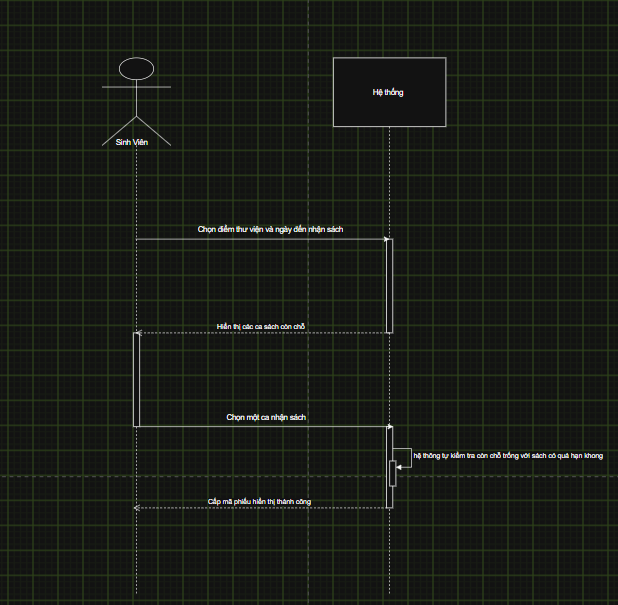 Hệ thống
Sinh Viên
Chọn điểm thư viện và ngày đến nhận sách
Hiển thị các ca sách còn chỗ
Chọn một ca nhận sách
hệ thông tự kiểm tra còn chỗ trống với sách có quá hạn khong
Cấp mã phiếu hiển thị thành công